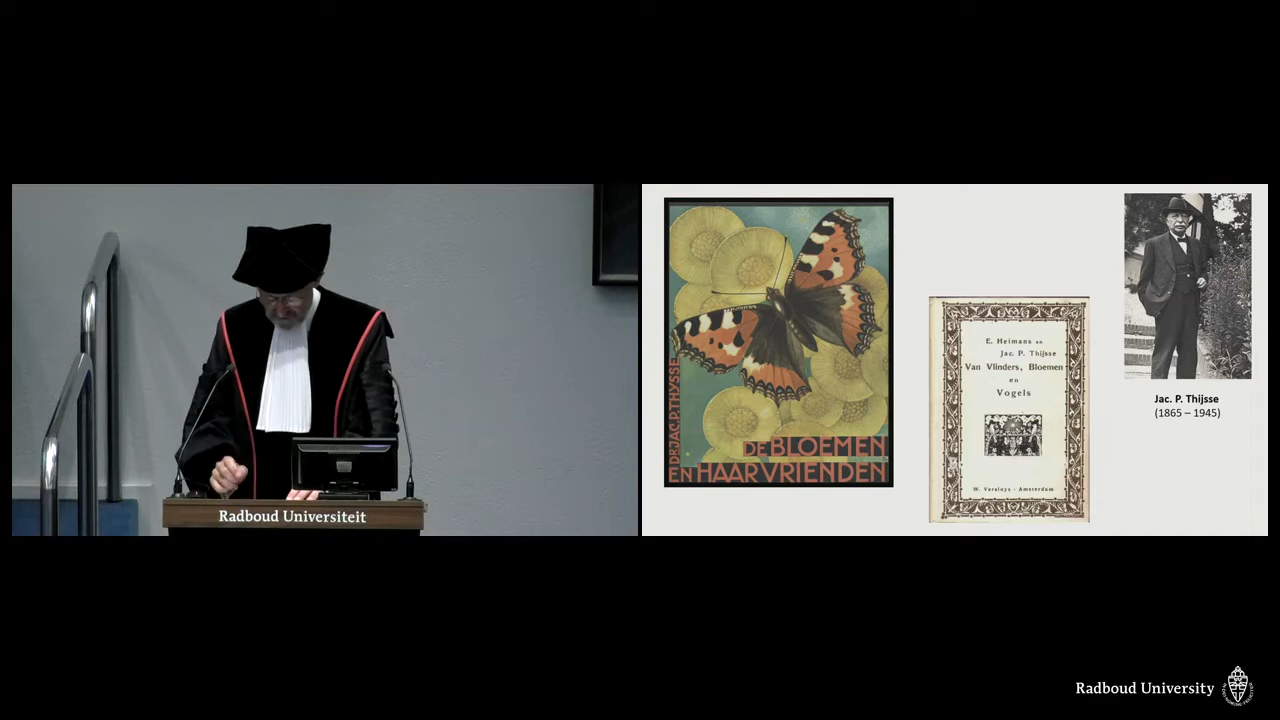 Radboud Universiteit
DR JAC. P. THYSSE
DE BLOEMEN
EN HAAR VRIENDEN
E. Heimans en
Jac. P. Thijsse
Van Vlinders, Bloemen
en
Vogels
W. Versluys - Amsterdam
Jac. P. Thijsse
(1865 – 1945)
Radboud University